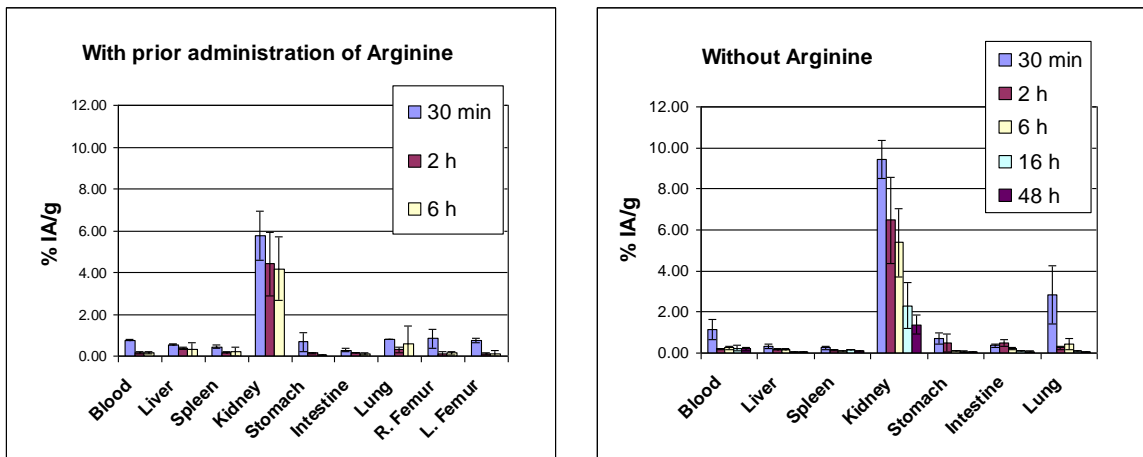 With prior administration of Arginine
12.00
10.00
8.00
6.00
4.00
2.00
0.00
% IA/g
30 min
2 h
6 h
Blood
Liver
Spleen
Kidney
Stomach
Intestine
Lung
R. Femur
L. Femur
Without Arginine
12.00
10.00
8.00
6.00
4.00
2.00
0.00
% IA/g
30 min
2 h
6 h
16 h
48 h
Blood
Liver
Spleen
Kidney
Stomach
Intestine
Lung